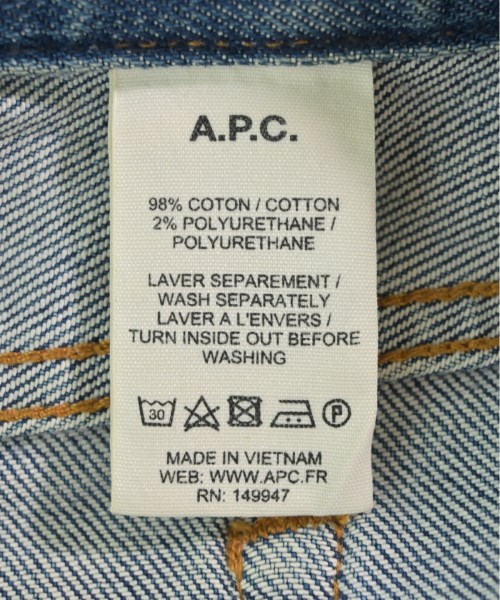 A.P.C.
98% COTON / COTTON
2% POLYURETHANE /
POLYURETHANE
LAVER SEPAREMENT /
WASH SEPARATELY
LAVER A L'ENVERS /
TURN INSIDE OUT BEFORE
WASHING
30 P
MADE IN VIETNAM
WEB: WWW.APC.FR
RN: 149947